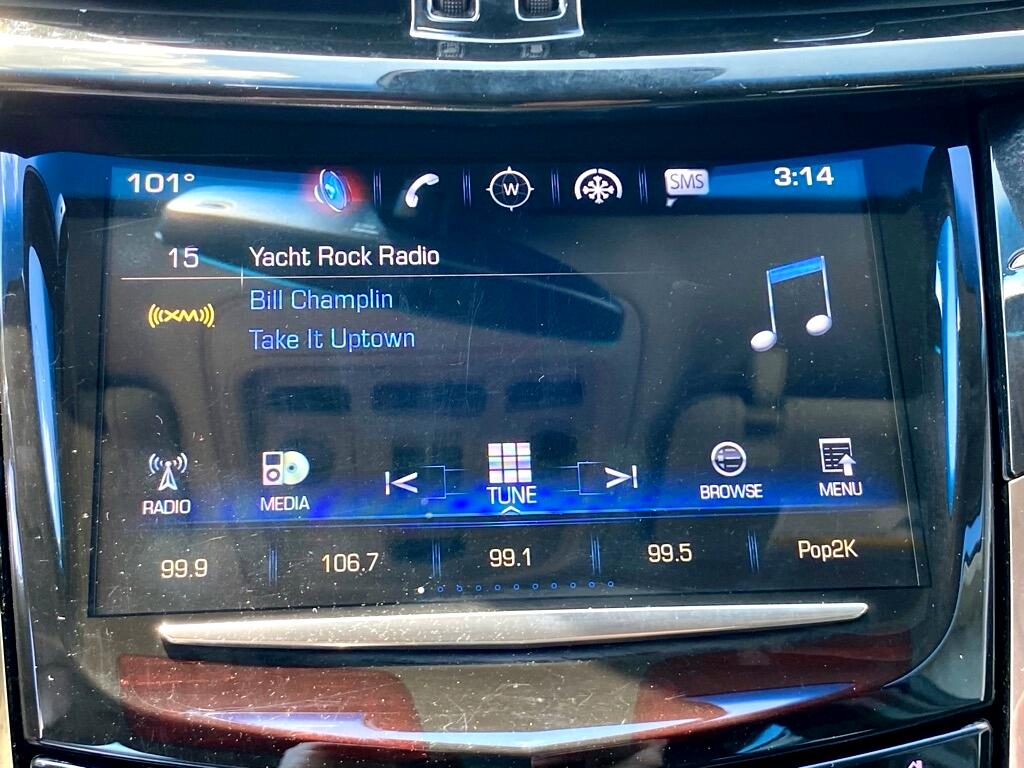 101° W SMS 3:14
15 Yacht Rock Radio
((XM)) Bill Champlin
Take It Uptown
RADIO MEDIA TUNE BROWSE MENU
99.9 106.7 99.1 99.5 Pop2K